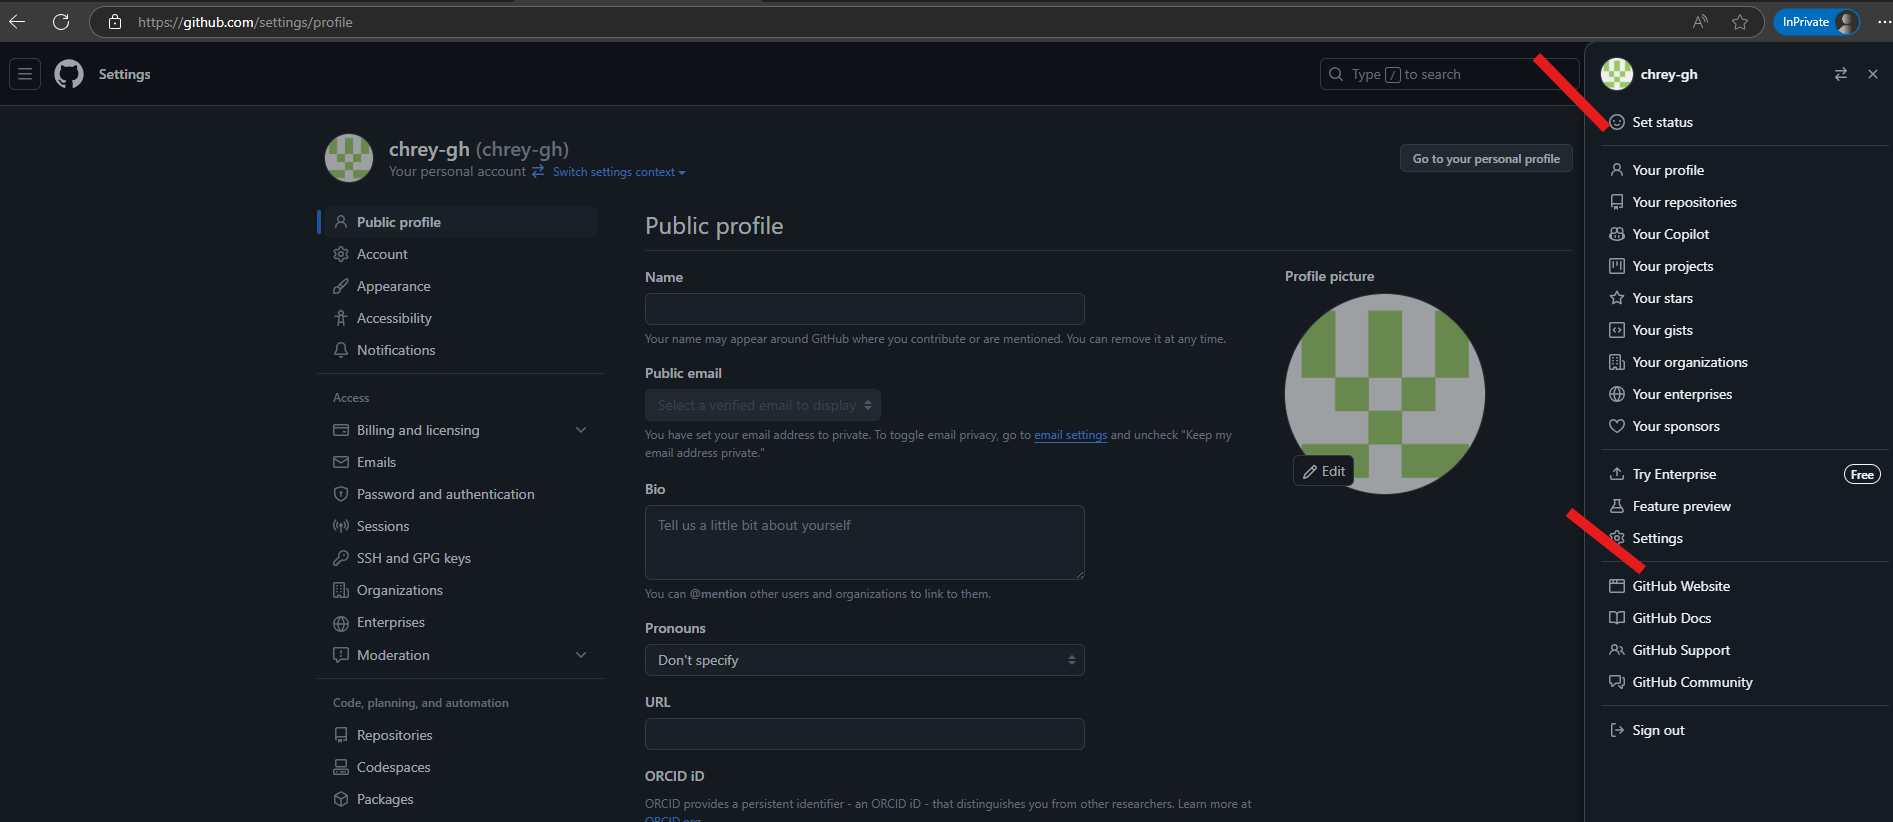 https://github.com/settings/profile
InPrivate
Settings
Type / to search
chrey-gh
Set status
Your profile
Your repositories
Your Copilot
Your projects
Your stars
Your gists
Your organizations
Your enterprises
Your sponsors
Try Enterprise Free
Feature preview
Settings
GitHub Website
GitHub Docs
GitHub Support
GitHub Community
Sign out
chrey-gh (chrey-gh)
Your personal account Switch settings context
Go to your personal profile
Public profile
Account
Appearance
Accessibility
Notifications
Access
Billing and licensing
Emails
Password and authentication
Sessions
SSH and GPG keys
Organizations
Enterprises
Moderation
Code, planning, and automation
Repositories
Codespaces
Packages
Public profile
Name
Your name may appear around GitHub where you contribute or are mentioned. You can remove it at any time.
Public email
Select a verified email to display
You have set your email address to private. To toggle email privacy, go to email settings and uncheck "Keep my
email address private."
Bio
Tell us a little bit about yourself
You can @mention other users and organizations to link to them.
Pronouns
Don't specify
URL
ORCID iD
ORCID provides a persistent identifier - an ORCID iD - that distinguishes you from other researchers. Learn more at
ORCID.org
Profile picture
Edit